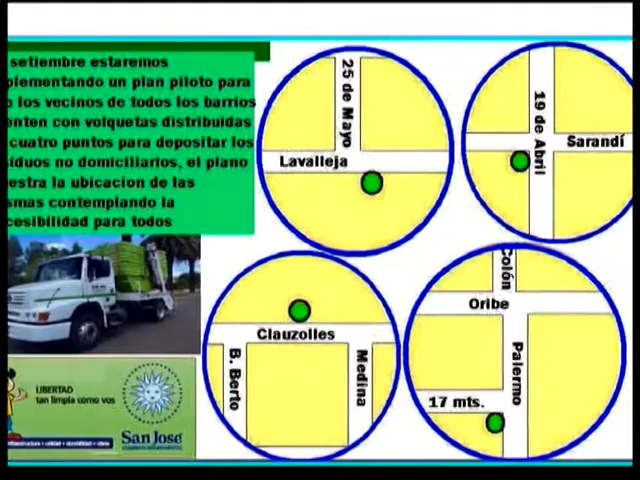 setiembre estaremos
plementando un plan piloto para
los vecinos de todos los barrios
enten con volquetas distribuidas
cuatro puntos para depositar los
siduos no domiciliarios, el plano
estra la ubicacion de las
smas contemplando la
cesibilidad para todos
25 de Mayo
Lavalleja
19 de Abril
Sarandí
Clauzolles
B. Berto
Medina
Colón
Oribe
Palermo
17 mts.
LIBERTAD
tan limpia como vos
San José